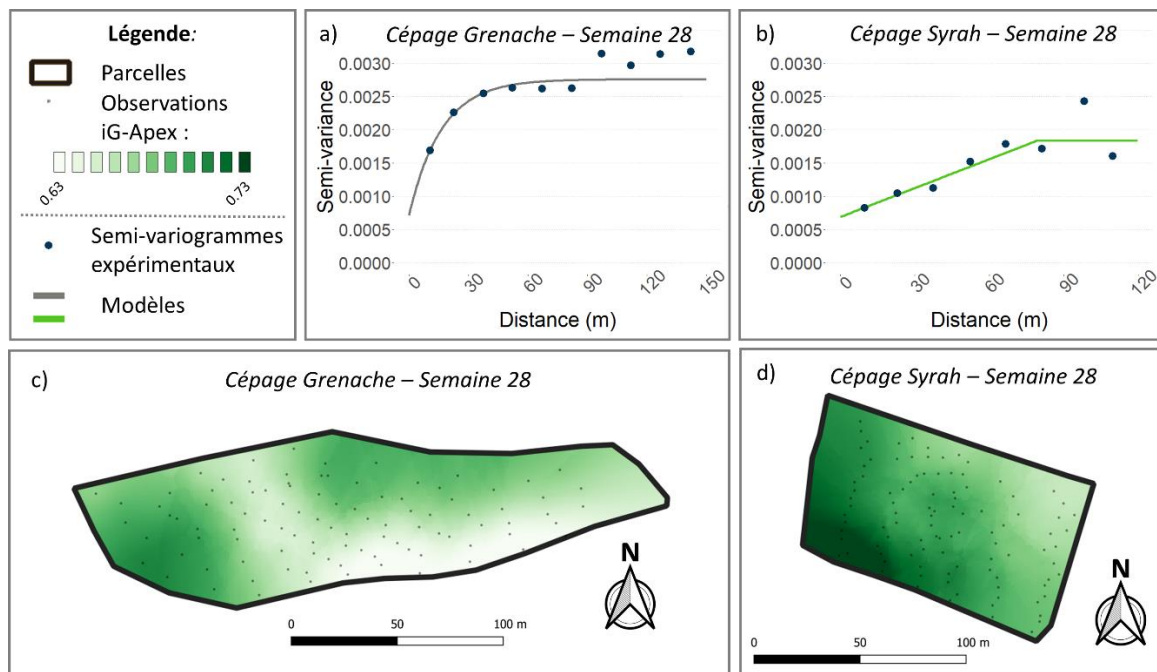 Légende:
Parcelles
Observations
iG-Apex :
0.63
0.73
Semi-variogrammes
expérimentaux
Modèles
a)
Cépage Grenache – Semaine 28
Semi-variance
0.0030
0.0025
0.0020
0.0015
0.0010
0.0005
0.0000
0
30
60
90
120
150
Distance (m)
b)
Cépage Syrah – Semaine 28
Semi-variance
0.0030
0.0025
0.0020
0.0015
0.0010
0.0005
0.0000
0
30
60
90
120
Distance (m)
c)
Cépage Grenache – Semaine 28
N
0
50
100 m
d)
Cépage Syrah – Semaine 28
N
0
50
100 m